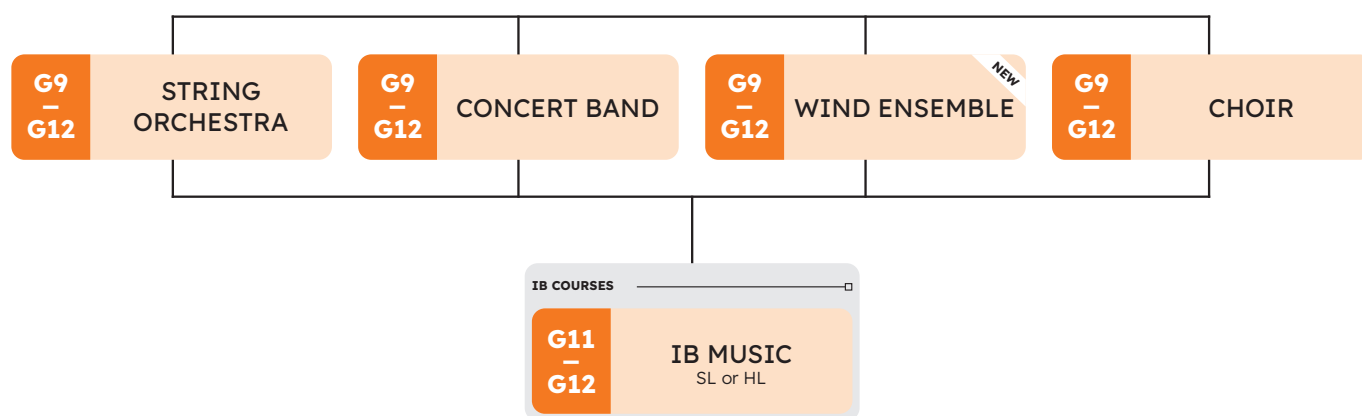 G9
—
G12
STRING
ORCHESTRA
G9
—
G12
CONCERT BAND
G9
—
G12
WIND ENSEMBLE
NEW
G9
—
G12
CHOIR
IB COURSES
G11
—
G12
IB MUSIC
SL or HL